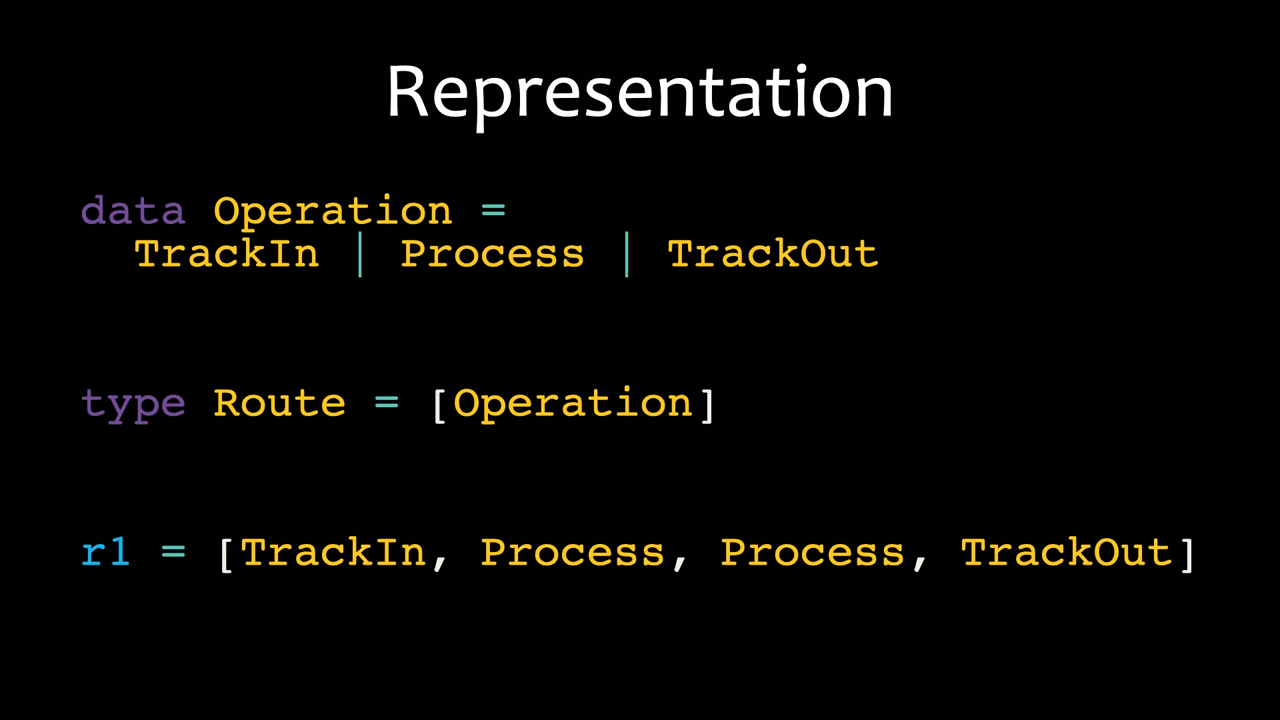 Representation
data Operation =
TrackIn | Process | TrackOut
type Route = [Operation]
r1 = [TrackIn, Process, Process, TrackOut]